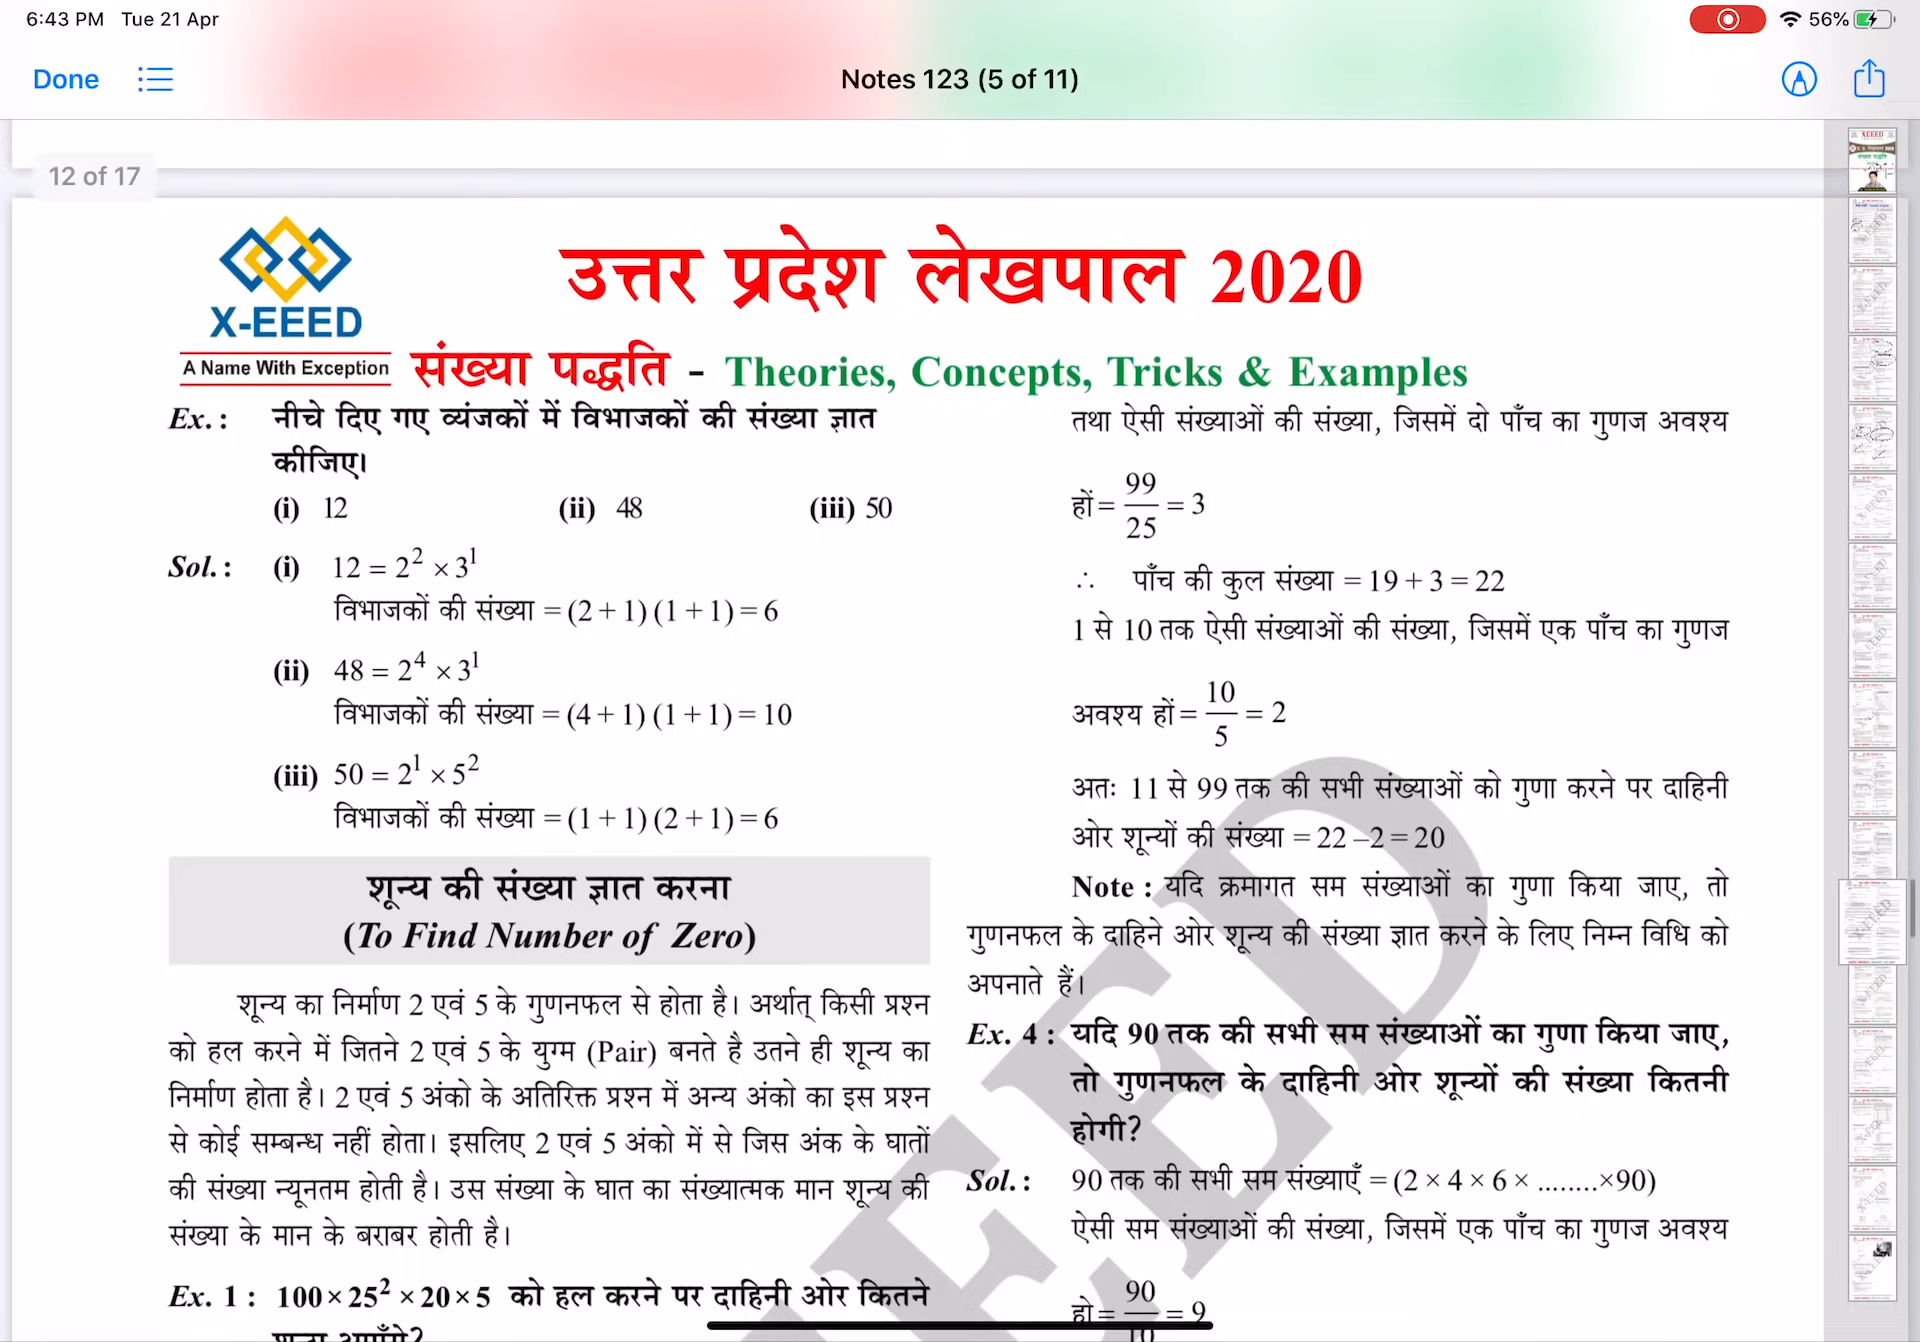 6:43 PM Tue 21 Apr
56%
Done
Notes 123 (5 of 11)
12 of 17
उत्तर प्रदेश लेखपाल 2020
X-EEED
A Name With Exception
संख्या पद्धति - Theories, Concepts, Tricks & Examples
Ex. : नीचे दिए गए व्यंजकों में विभाजकों की संख्या ज्ञात
कीजिए।
(i) 12 (ii) 48 (iii) 50
Sol. : (i) 12 = 2² × 3¹
विभाजकों की संख्या = (2 + 1) (1 + 1) = 6
(ii) 48 = 2⁴ × 3¹
विभाजकों की संख्या = (4 + 1) (1 + 1) = 10
(iii) 50 = 2¹ × 5²
विभाजकों की संख्या = (1 + 1) (2 + 1) = 6
शून्य की संख्या ज्ञात करना
(To Find Number of Zero)
शून्य का निर्माण 2 एवं 5 के गुणनफल से होता है। अर्थात् किसी प्रश्न
को हल करने में जितने 2 एवं 5 के युग्म (Pair) बनते है उतने ही शून्य का
निर्माण होता है। 2 एवं 5 अंको के अतिरिक्त प्रश्न में अन्य अंको का इस प्रश्न
से कोई सम्बन्ध नहीं होता। इसलिए 2 एवं 5 अंको में से जिस अंक के घातों
की संख्या न्यूनतम होती है। उस संख्या के घात का संख्यात्मक मान शून्य की
संख्या के मान के बराबर होती है।
Ex. 1 : 100 × 25² × 20 × 5 को हल करने पर दाहिनी ओर कितने
तथा ऐसी संख्याओं की संख्या, जिसमें दो पाँच का गुणज अवश्य
हों = 99/25 = 3
∴ पाँच की कुल संख्या = 19 + 3 = 22
1 से 10 तक ऐसी संख्याओं की संख्या, जिसमें एक पाँच का गुणज
अवश्य हों = 10/5 = 2
अतः 11 से 99 तक की सभी संख्याओं को गुणा करने पर दाहिनी
ओर शून्यों की संख्या = 22 –2 = 20
Note : यदि क्रमागत सम संख्याओं का गुणा किया जाए, तो
गुणनफल के दाहिने ओर शून्य की संख्या ज्ञात करने के लिए निम्न विधि को
अपनाते हैं।
Ex. 4 : यदि 90 तक की सभी सम संख्याओं का गुणा किया जाए,
तो गुणनफल के दाहिनी ओर शून्यों की संख्या कितनी
होगी?
Sol. : 90 तक की सभी सम संख्याएँ = (2 × 4 × 6 × ........×90)
ऐसी सम संख्याओं की संख्या, जिसमें एक पाँच का गुणज अवश्य
हो = 90/10 = 9